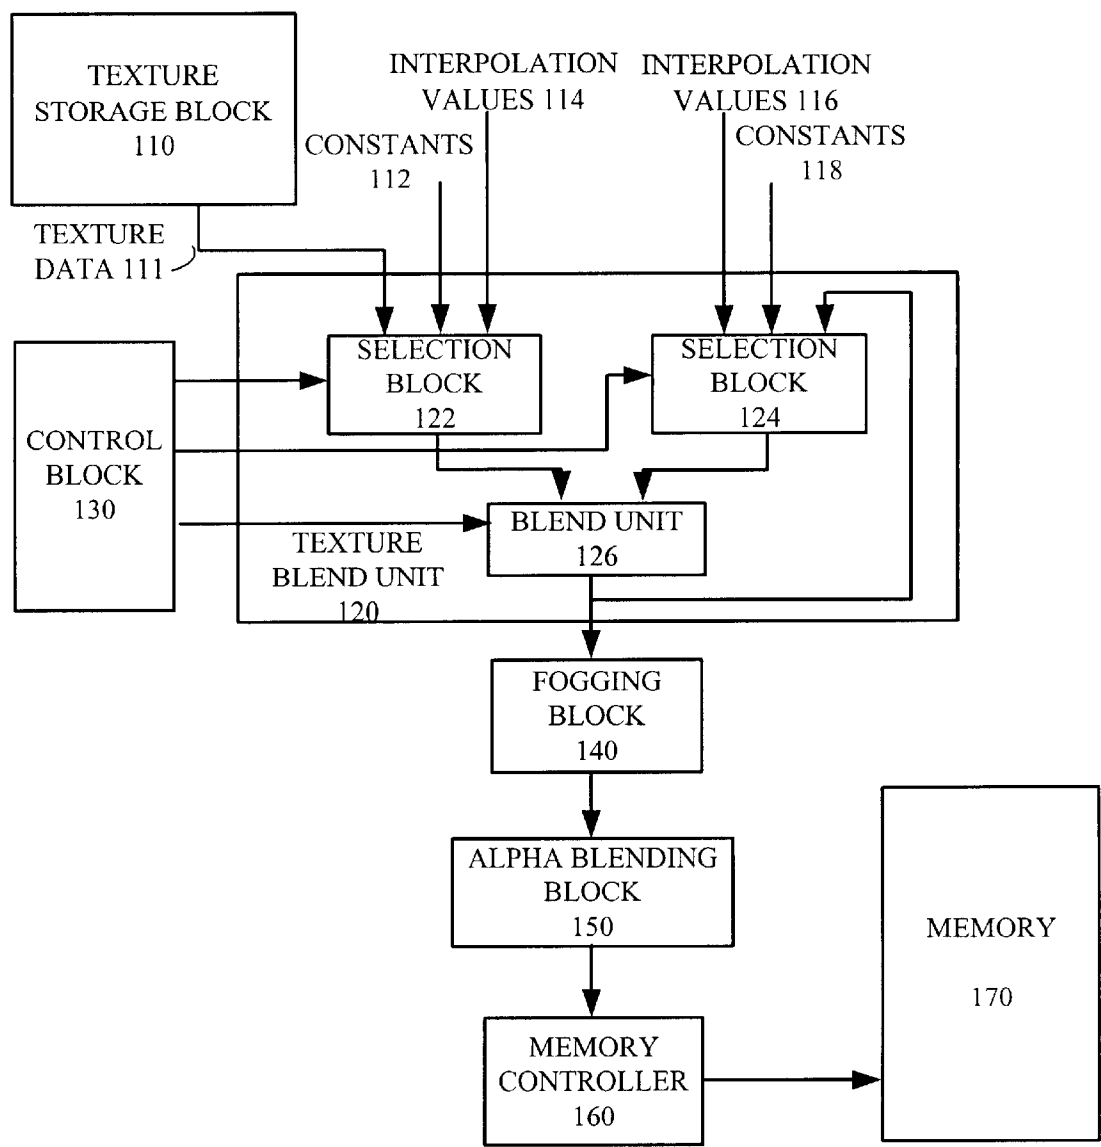 TEXTURE
STORAGE BLOCK
110
INTERPOLATION
VALUES 114
INTERPOLATION
VALUES 116
CONSTANTS
112
CONSTANTS
118
TEXTURE
DATA 111
SELECTION
BLOCK
122
SELECTION
BLOCK
124
CONTROL
BLOCK
130
BLEND UNIT
126
TEXTURE
BLEND UNIT
120
FOGGING
BLOCK
140
ALPHA BLENDING
BLOCK
150
MEMORY
170
MEMORY
CONTROLLER
160